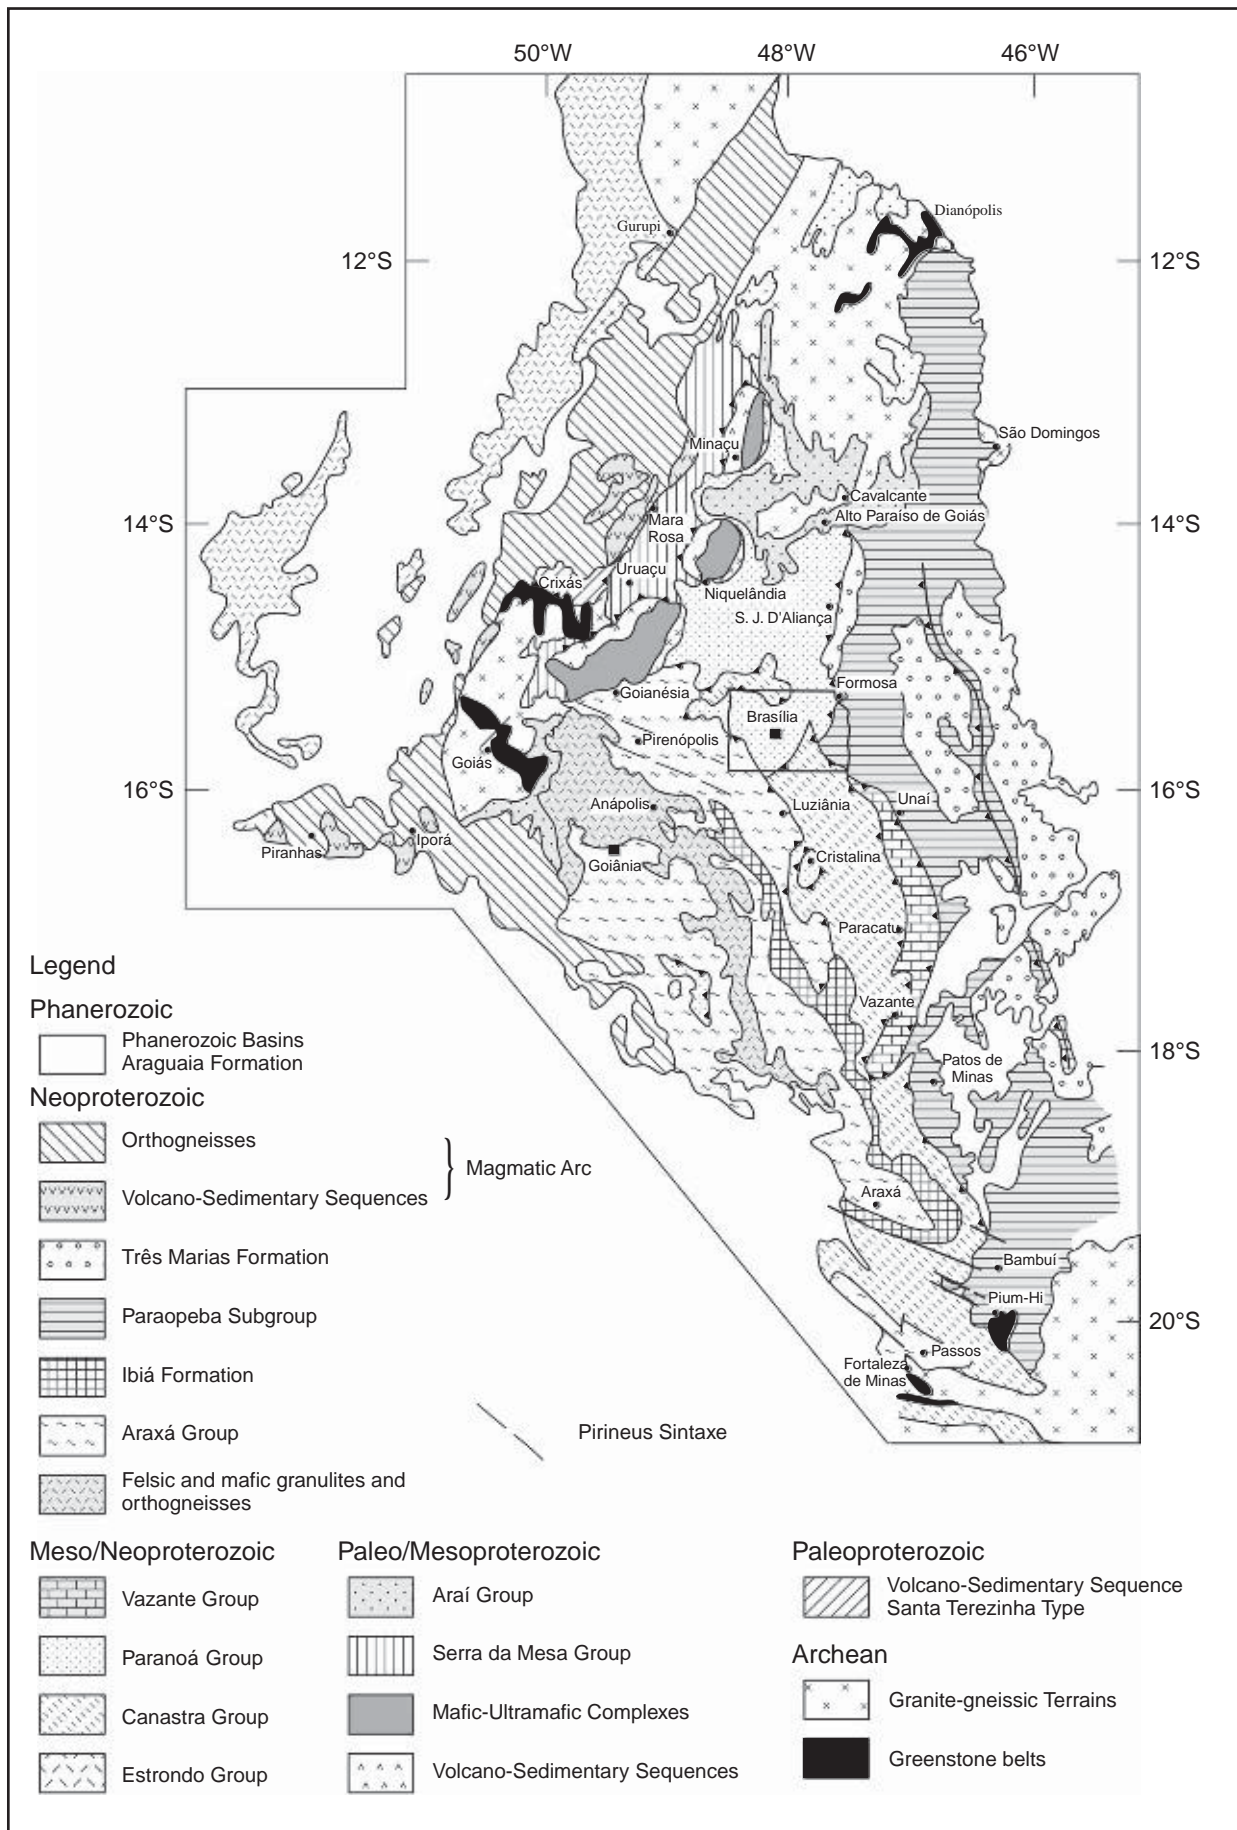 50°W
48°W
46°W
Dianópolis
Gurupi
12°S
12°S
São Domingos
Minaçu
Cavalcante
Alto Paraíso de Goiás
14°S
14°S
Mara
Rosa
Uruaçu
Crixás
Niquelândia
S. J. D'Aliança
Formosa
Goianésia
Brasília
Pirenópolis
Goiás
16°S
16°S
Anápolis
Luziânia
Unaí
Iporá
Piranhas
Goiânia
Cristalina
Paracatu
Vazante
18°S
Patos de
Minas
Araxá
Bambuí
Pium-Hi
20°S
Passos
Fortaleza
de Minas
Legend
Phanerozoic
Phanerozoic Basins
Araguaia Formation
Neoproterozoic
Orthogneisses
Volcano-Sedimentary Sequences
} Magmatic Arc
Três Marias Formation
Paraopeba Subgroup
Ibiá Formation
Araxá Group
Felsic and mafic granulites and
orthogneisses
Pirineus Sintaxe
Meso/Neoproterozoic
Vazante Group
Paranoá Group
Canastra Group
Estrondo Group
Paleo/Mesoproterozoic
Araí Group
Serra da Mesa Group
Mafic-Ultramafic Complexes
Volcano-Sedimentary Sequences
Paleoproterozoic
Volcano-Sedimentary Sequence
Santa Terezinha Type
Archean
Granite-gneissic Terrains
Greenstone belts